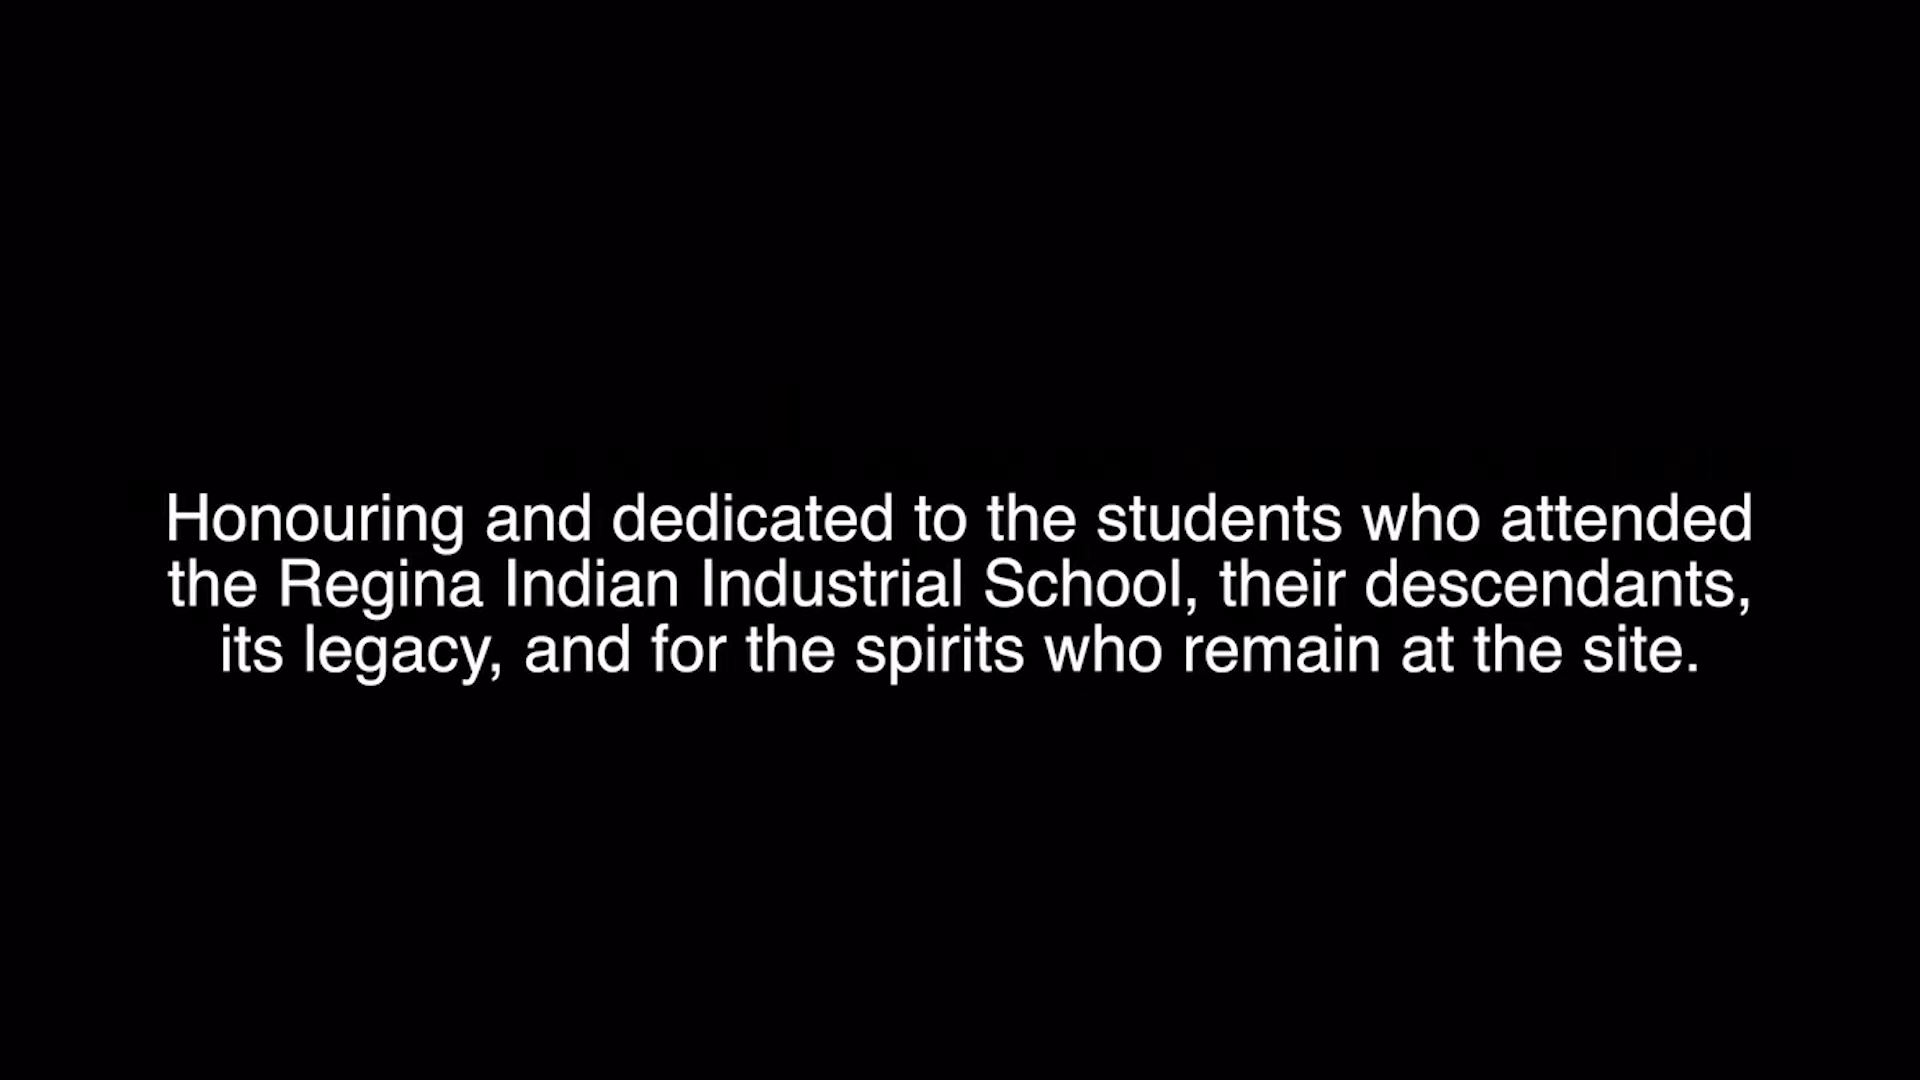 Honouring and dedicated to the students who attended
the Regina Indian Industrial School, their descendants,
its legacy, and for the spirits who remain at the site.